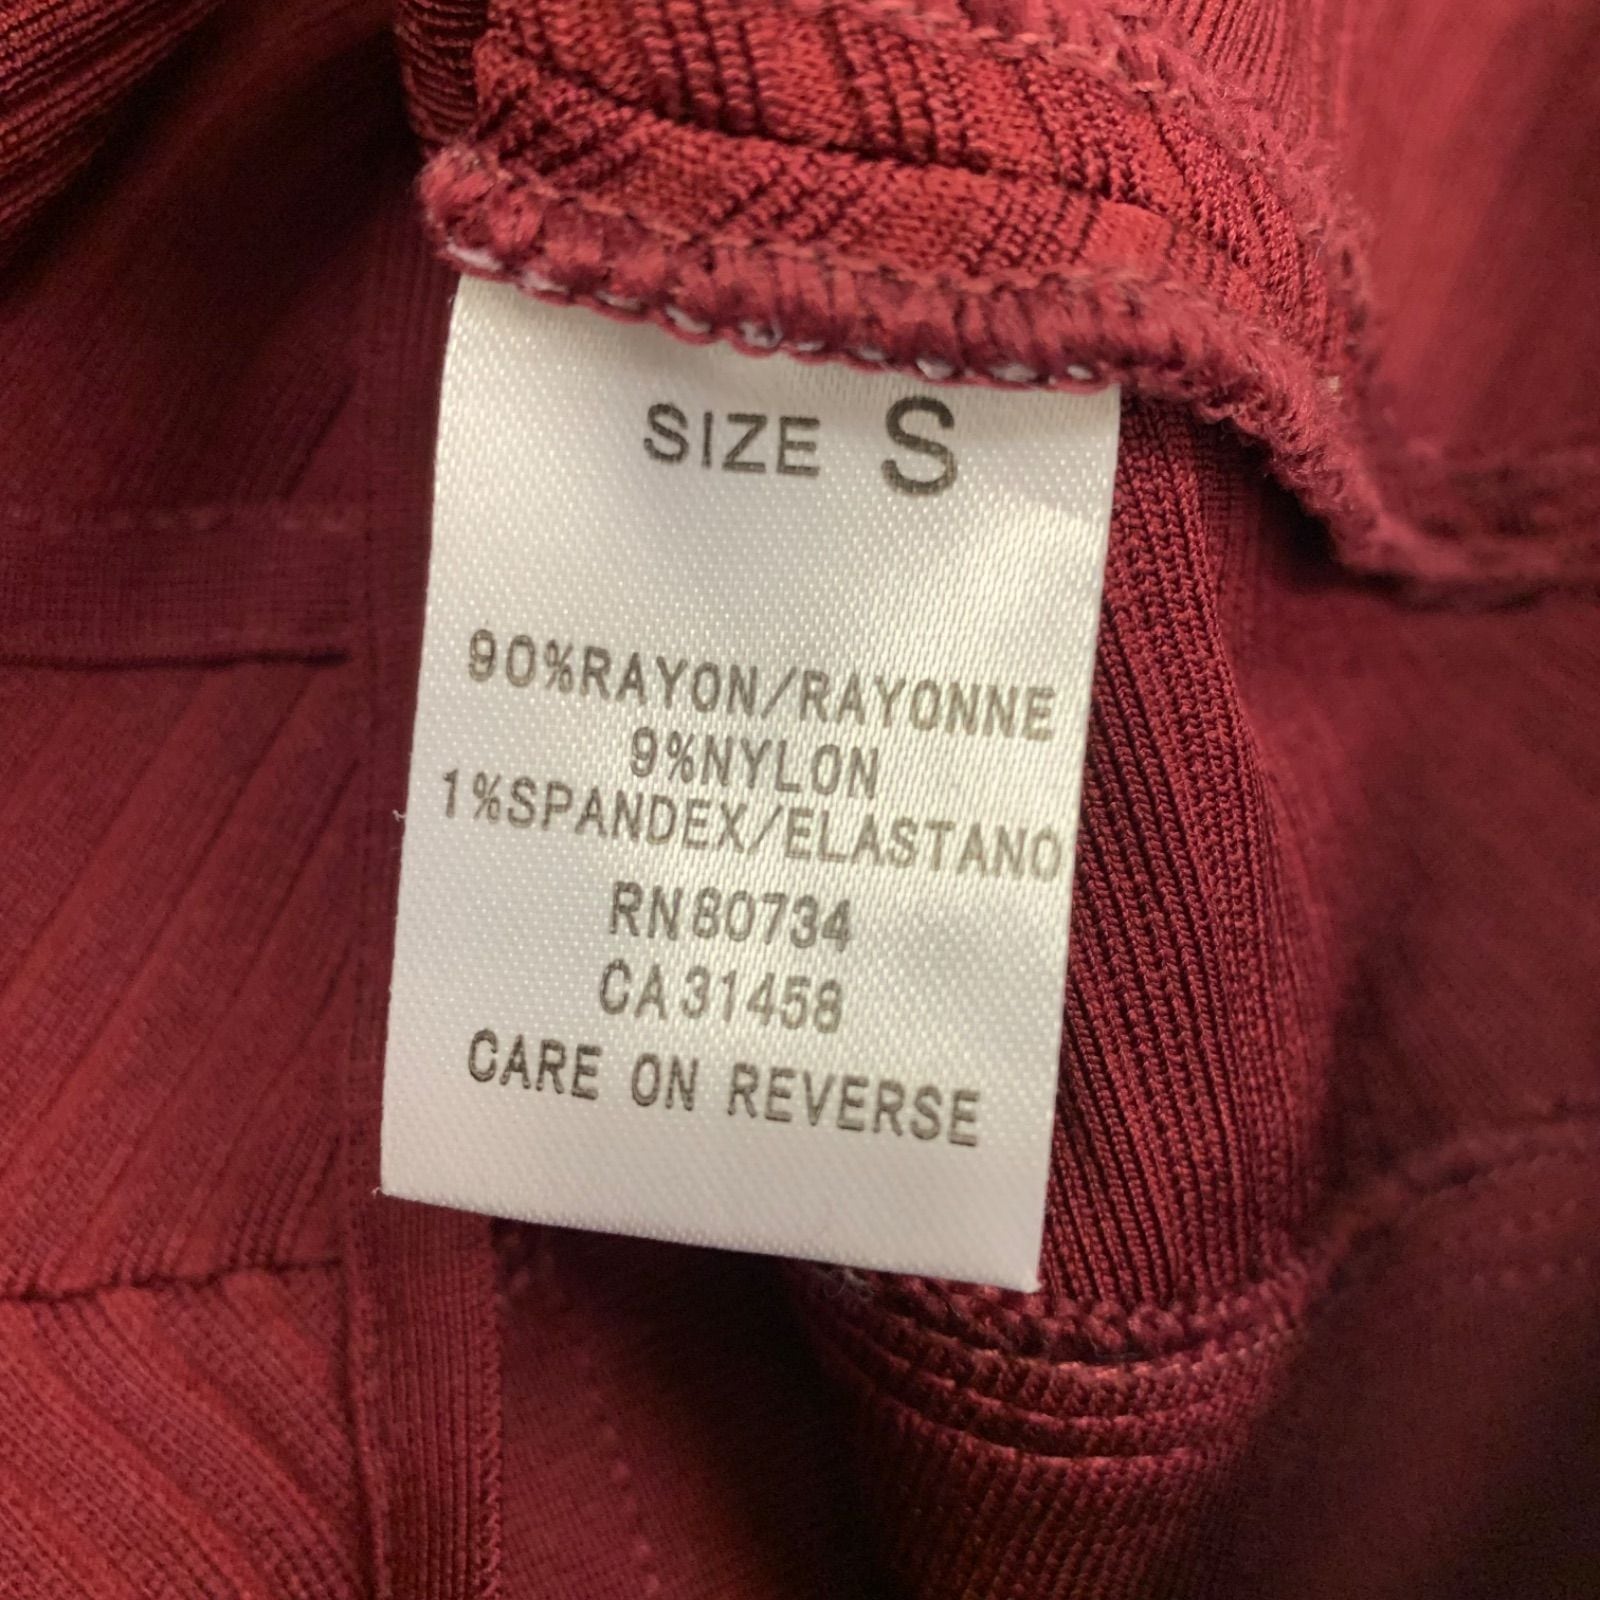 SIZE S
90%RAYON/RAYONNE
9%NYLON
1%SPANDEX/ELASTANO
RN80734
CA31458
CARE ON REVERSE